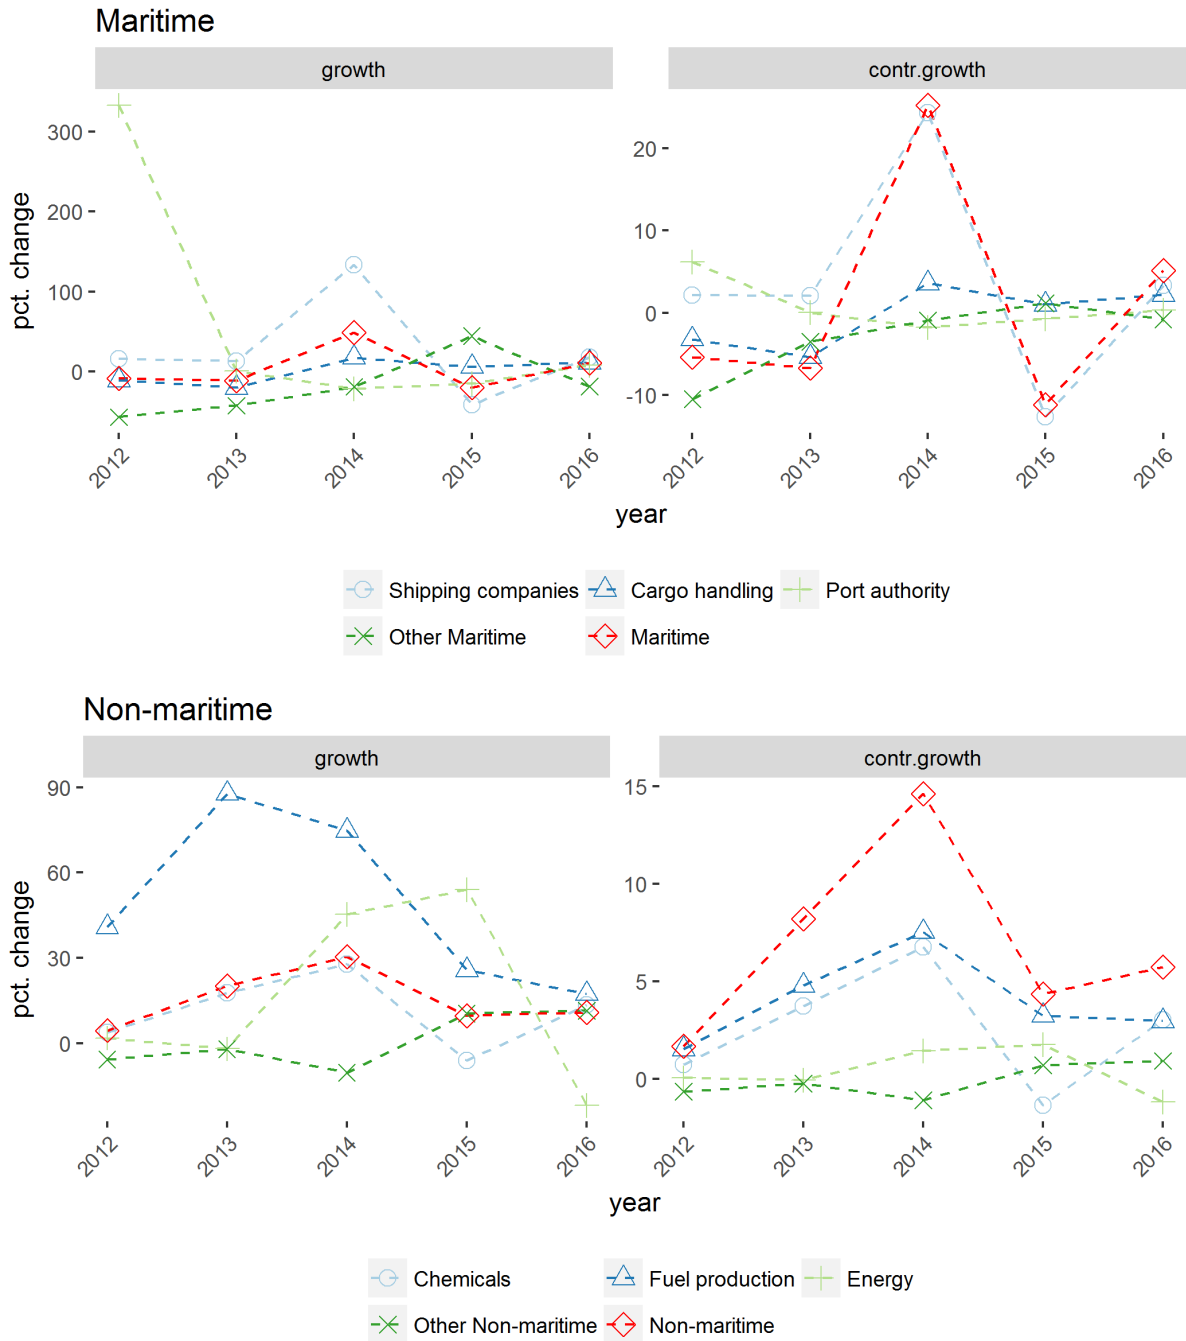 Maritime
growth
contr.growth
pct. change
300
200
100
0
20
10
0
-10
2012 2013 2014 2015 2016
2012 2013 2014 2015 2016
year
Shipping companies Cargo handling Port authority
Other Maritime Maritime
Non-maritime
growth
contr.growth
pct. change
90
60
30
0
15
10
5
0
2012 2013 2014 2015 2016
2012 2013 2014 2015 2016
year
Chemicals Fuel production Energy
Other Non-maritime Non-maritime